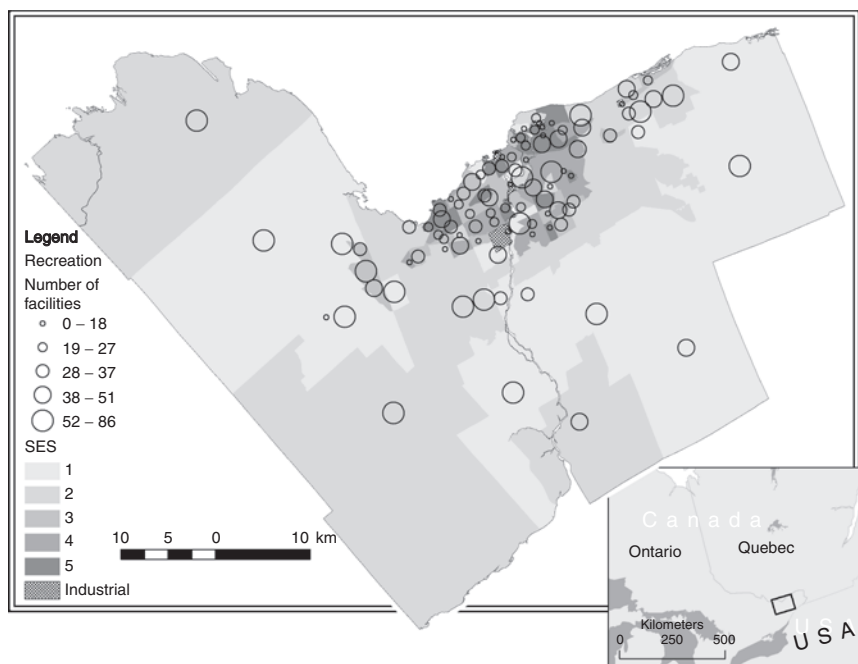 Legend
Recreation
Number of
facilities
0 – 18
19 – 27
28 – 37
38 – 51
52 – 86
SES
1
2
3
4
5
Industrial
10 5 0 10 km
Canada
Ontario Quebec
USA
USA
Kilometers
0 250 500